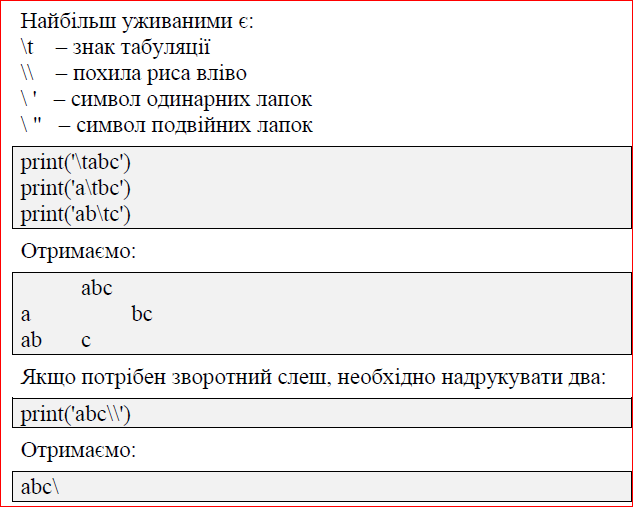 Найбільш уживаними є:
\t – знак табуляції
\\ – похила риса вліво
\ ' – символ одинарних лапок
\ " – символ подвійних лапок
print('\tabc')
print('a\tbc')
print('ab\tc')
Отримаємо:
abc
a bc
ab c
Якщо потрібен зворотний слеш, необхідно надрукувати два:
print('abc\\')
Отримаємо:
abc\